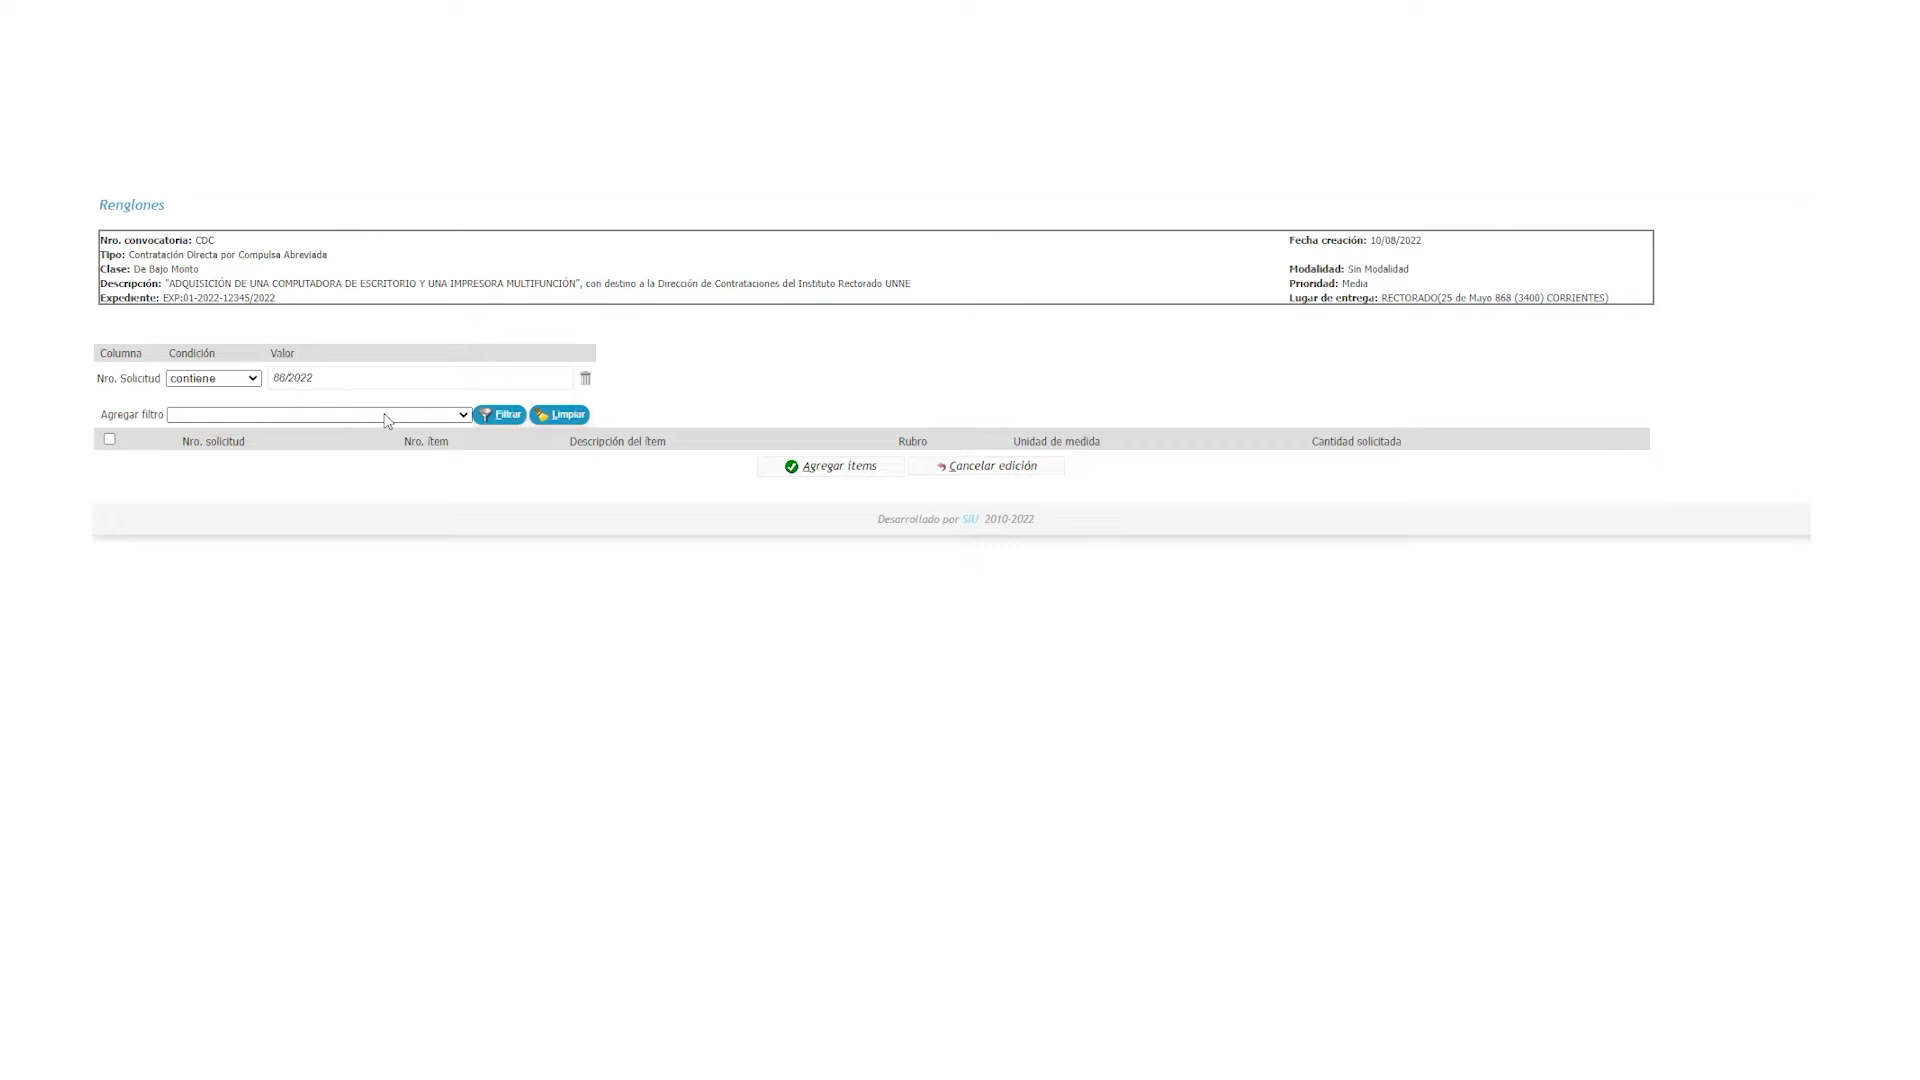 Renglones
Nro. convocatoria: CDC
Fecha creación: 10/08/2022
Tipo: Contratación Directa por Compulsa Abreviada
Clase: De Bajo Monto
Modalidad: Sin Modalidad
Descripción: "ADQUISICIÓN DE UNA COMPUTADORA DE ESCRITORIO Y UNA IMPRESORA MULTIFUNCIÓN", con destino a la Dirección de Contrataciones del Instituto Rectorado UNNE
Prioridad: Media
Expediente: EXP:01-2022-12345/2022
Lugar de entrega: RECTORADO(25 de Mayo 868 (3400) CORRIENTES)
Columna Condición Valor
Nro. Solicitud contiene 66/2022
Agregar filtro Filtrar Limpiar
Nro. solicitud Nro. ítem Descripción del ítem Rubro Unidad de medida Cantidad solicitada
Agregar ítems Cancelar edición
Desarrollado por SIU 2010-2022